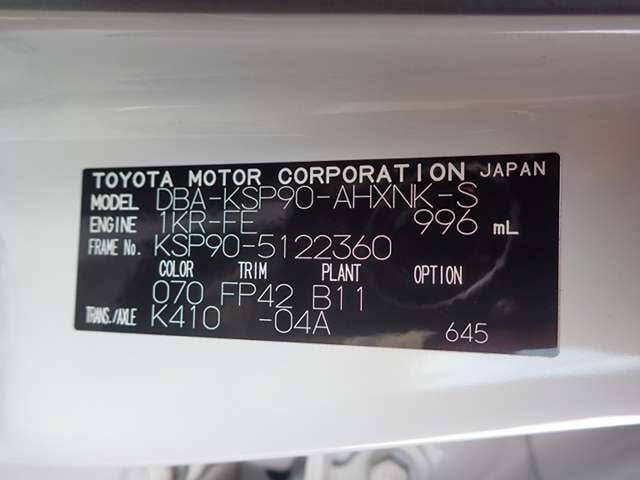 TOYOTA MOTOR CORPORATION JAPAN
MODEL DBA-KSP90-AHXNK-S
ENGINE 1KR-FE 996 mL
FRAME No. KSP90-5122360
COLOR TRIM PLANT OPTION
070 FP42 B11
TRANS./AXLE K410 -04A 645